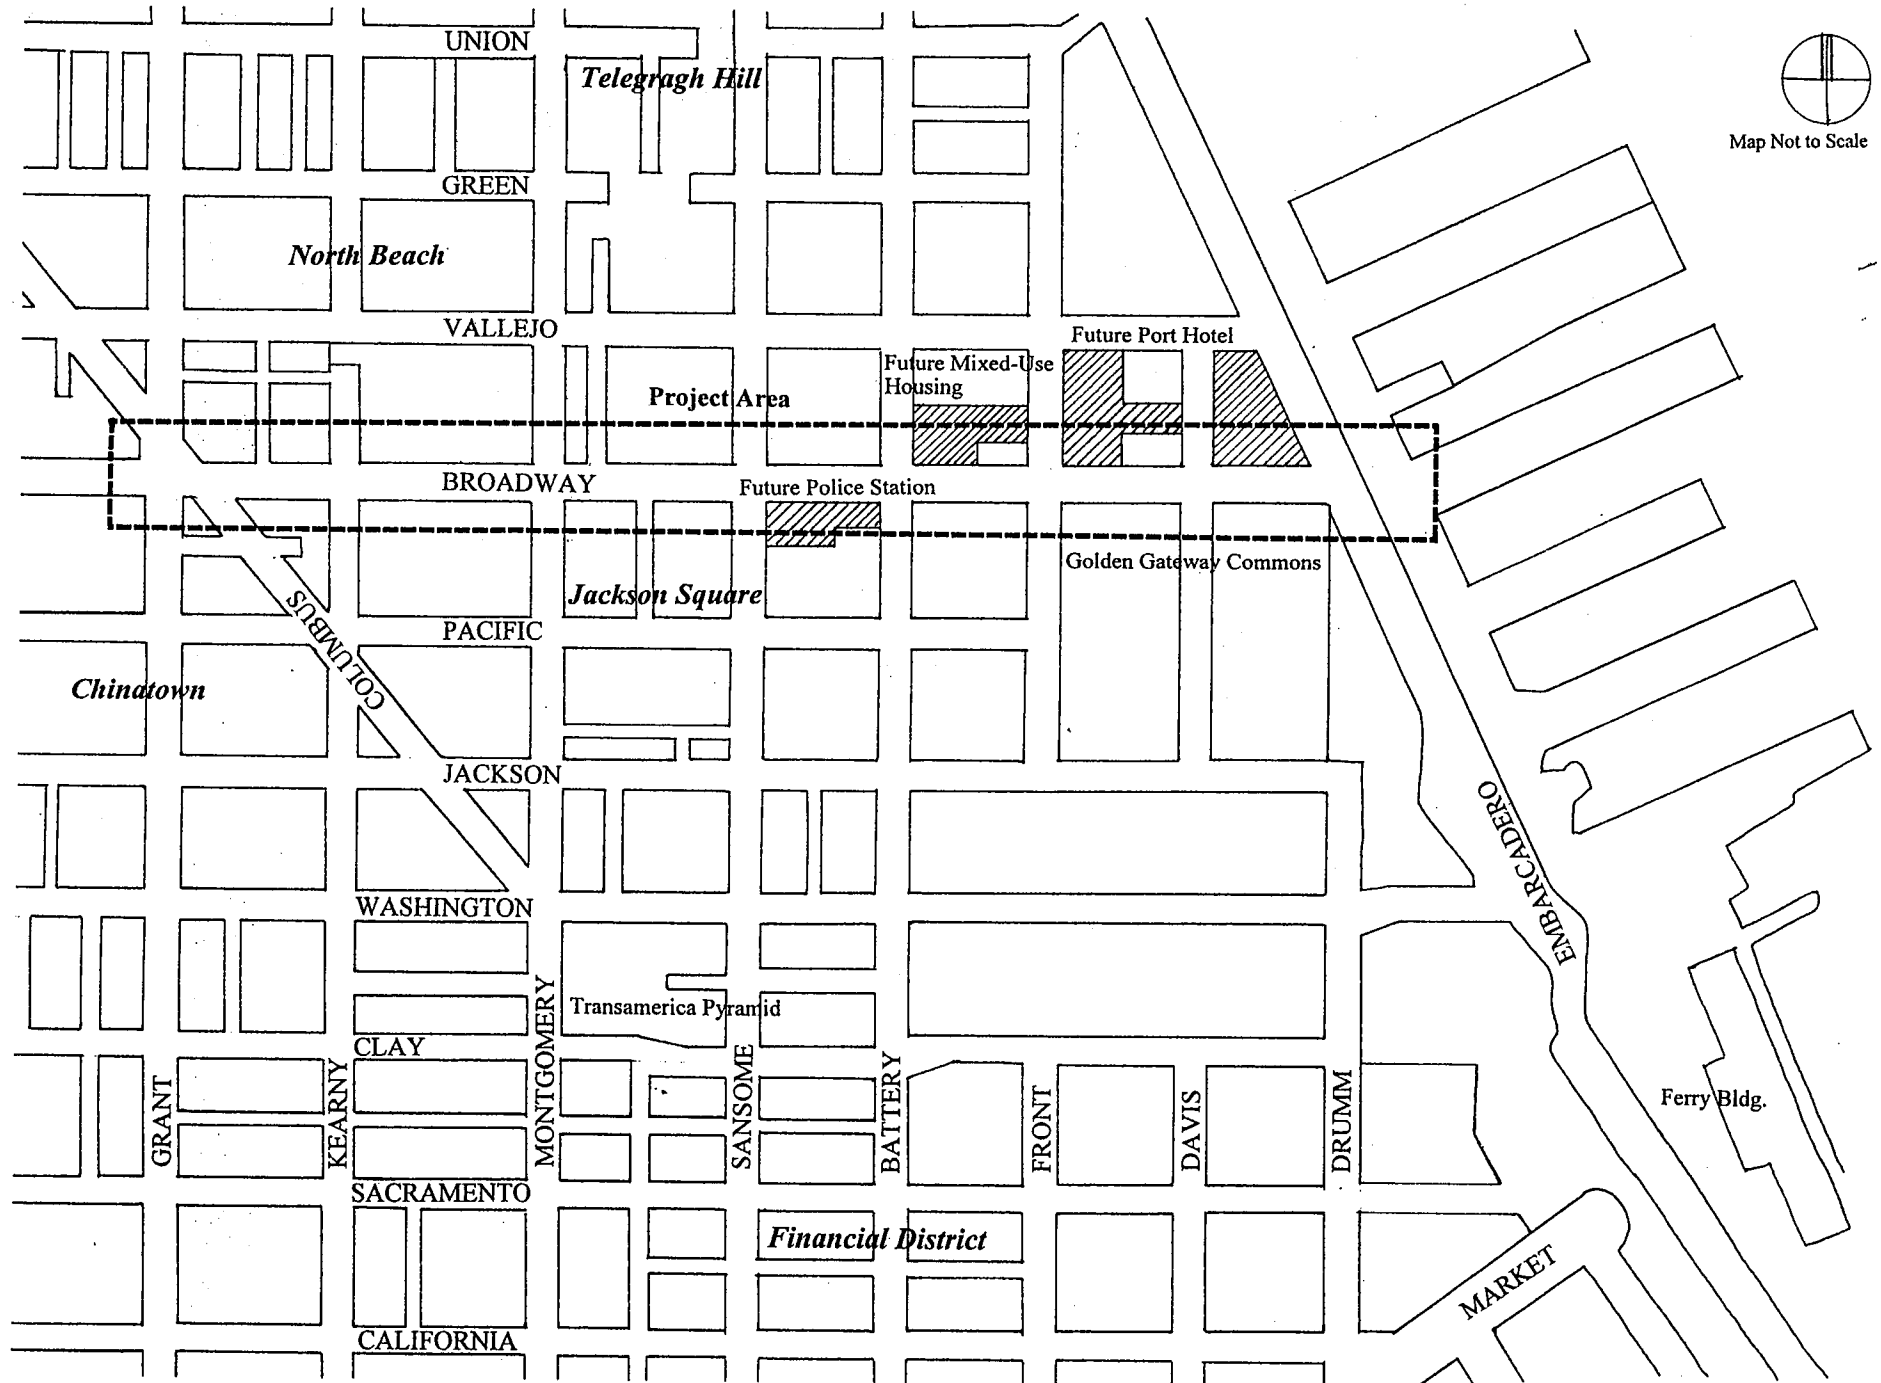 UNION
Telegragh Hill
Map Not to Scale
GREEN
North Beach
VALLEJO
Future Port Hotel
Future Mixed-Use
Housing
Project Area
BROADWAY
Future Police Station
Golden Gateway Commons
Jackson Square
COLUMBUS
PACIFIC
Chinatown
JACKSON
EMBARCADERO
WASHINGTON
Transamerica Pyramid
CLAY
GRANT
KEARNY
MONTGOMERY
SANSOME
BATTERY
FRONT
DAVIS
DRUMM
Ferry Bldg.
SACRAMENTO
Financial District
MARKET
CALIFORNIA